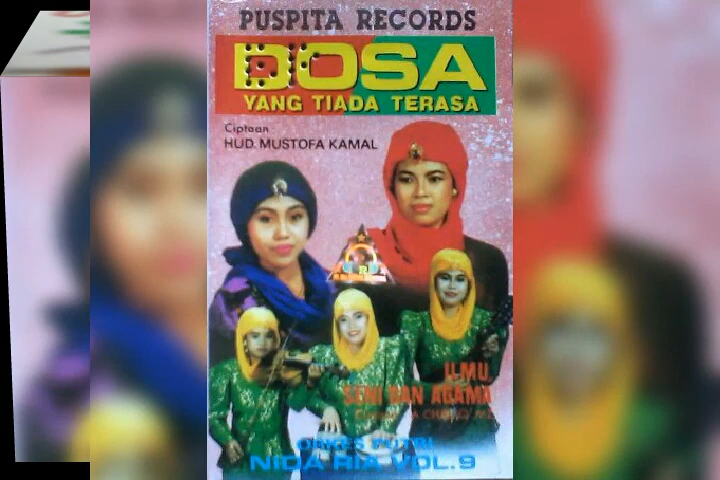 PUSPITA RECORDS
DOSA
YANG TIADA TERASA
Ciptaan
HUD. MUSTOFA KAMAL
ILMU
SENI DAN AGAMA
ORKES PUTRI
NIDA RIA VOL.9